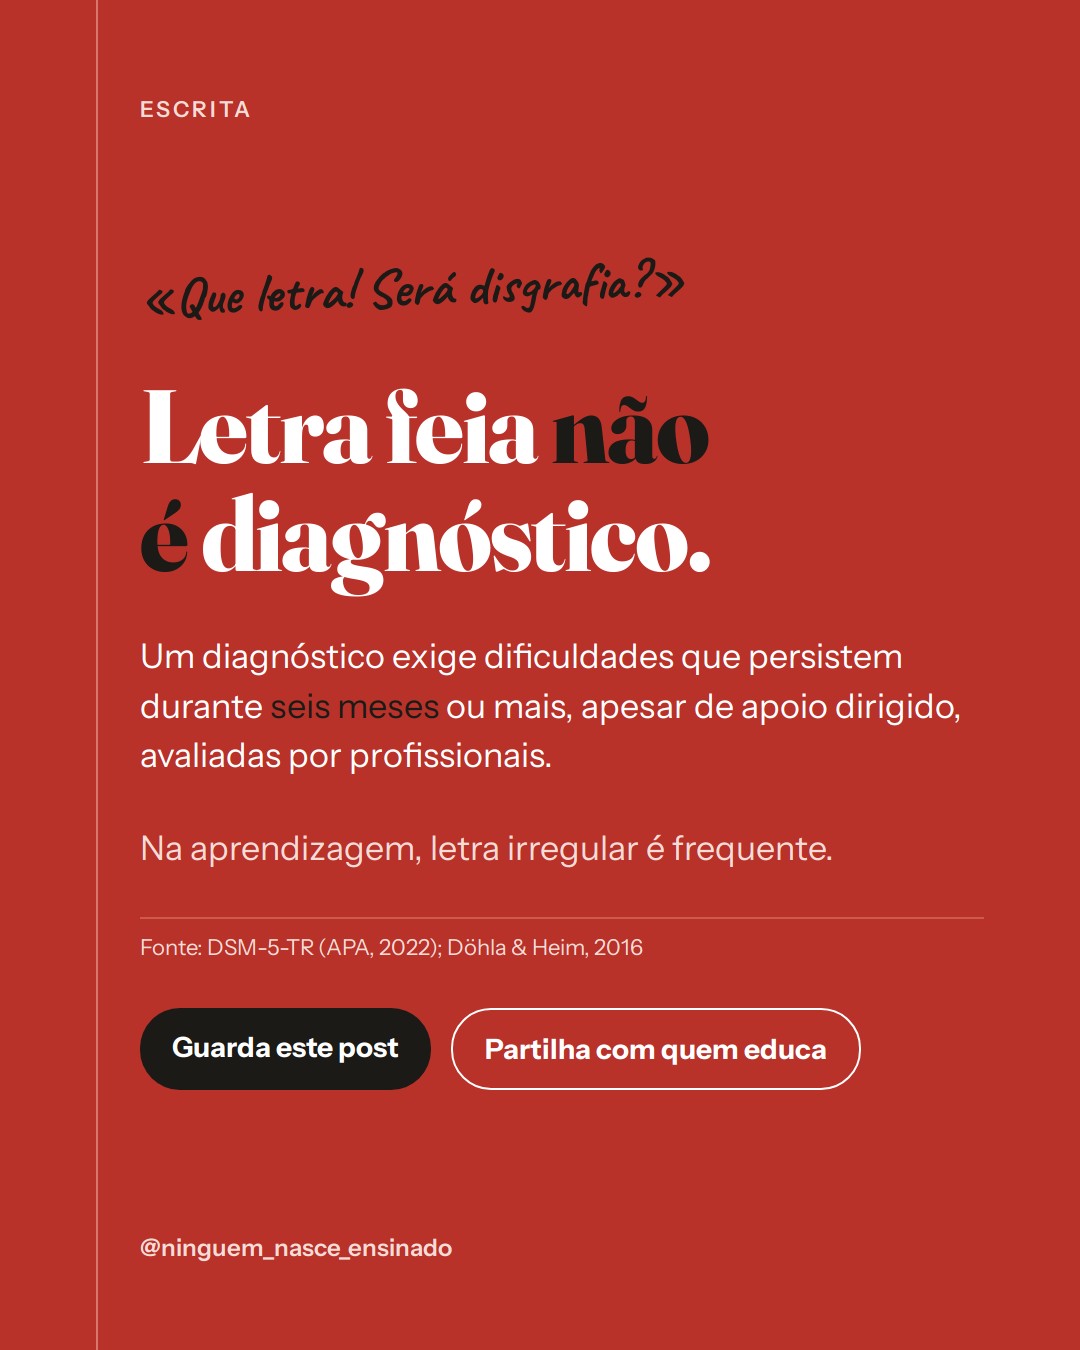 ESCRITA
«Que letra! Será disgrafia?»
Letra feia não
é diagnóstico.
Um diagnóstico exige dificuldades que persistem
durante seis meses ou mais, apesar de apoio dirigido,
avaliadas por profissionais.
Na aprendizagem, letra irregular é frequente.
Fonte: DSM-5-TR (APA, 2022); Döhla & Heim, 2016
Guarda este post
Partilha com quem educa
@ninguem_nasce_ensinado